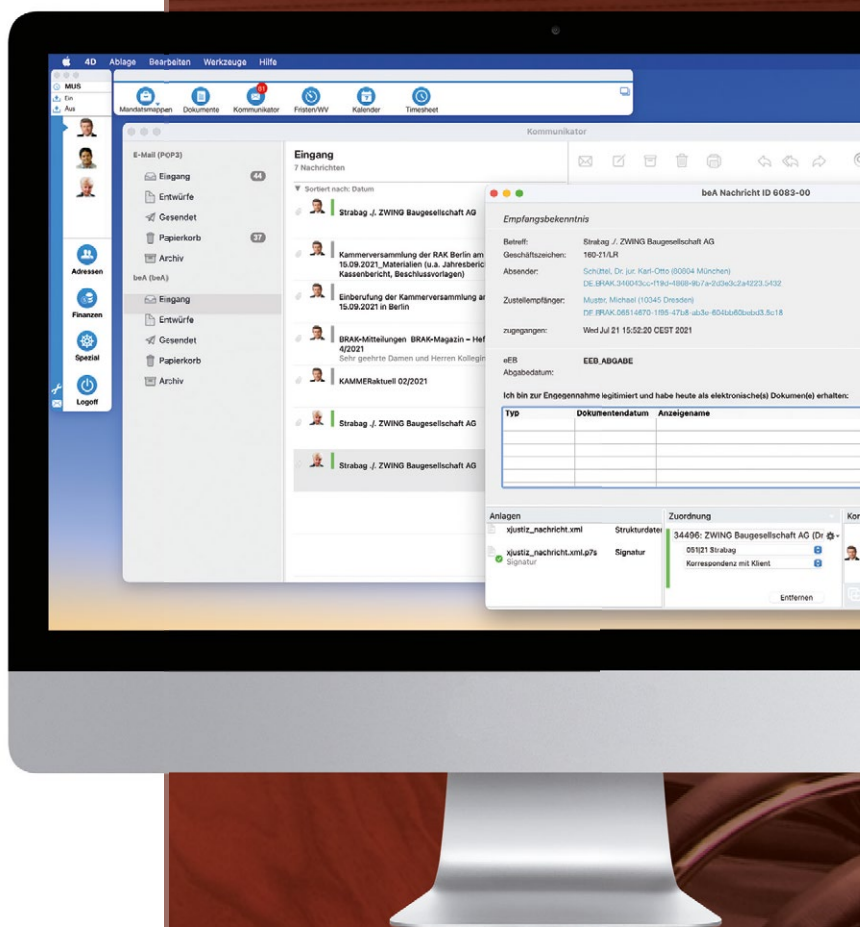 4D Ablage Bearbeiten Werkzeuge Hilfe
MUS
Ein
Aus
Mandatsmappen Dokumente Kommunikator Fristen/WV Kalender Timesheet
Adressen
Finanzen
Spezial
Logoff
Kommunikator
E-Mail (POP3)
Eingang 44
Entwürfe
Gesendet
Papierkorb 37
Archiv
beA (beA)
Eingang
Entwürfe
Gesendet
Papierkorb
Archiv
Eingang
7 Nachrichten
Sortiert nach: Datum
Strabag ./. ZWING Baugesellschaft AG
Kammerversammlung der RAK Berlin am
15.09.2021_Materialien (u.a. Jahresberic
Kassenbericht, Beschlussvorlagen)
Einberufung der Kammerversammlung am
15.09.2021 in Berlin
BRAK-Mitteilungen BRAK-Magazin – Hef
4/2021
Sehr geehrte Damen und Herren Kollegin
KAMMERaktuell 02/2021
Strabag ./. ZWING Baugesellschaft AG
Strabag ./. ZWING Baugesellschaft AG
beA Nachricht ID 6083-00
Empfangsbekenntnis
Betreff: Strabag ./. ZWING Baugesellschaft AG
Geschäftszeichen: 160-21/LR
Absender: Schüttel, Dr. jur. Karl-Otto (80804 München)
Zustellempfänger: Muster, Michael (10345 Dresden)
zugegangen: Wed Jul 21 15:52:20 CEST 2021
eEB EEB_ABGABE
Abgabedatum:
Ich bin zur Engegennahme legitimiert und habe heute als elektronische(s) Dokumen(e) erhalten:
Typ Dokumentendatum Anzeigename
Anlagen
xjustiz_nachricht.xml Strukturdatei
xjustiz_nachricht.xml.p7s Signatur
Signatur
Zuordnung
34496: ZWING Baugesellschaft AG (Dr
051|21 Strabag
Korrespondenz mit Klient
Entfernen
Kor